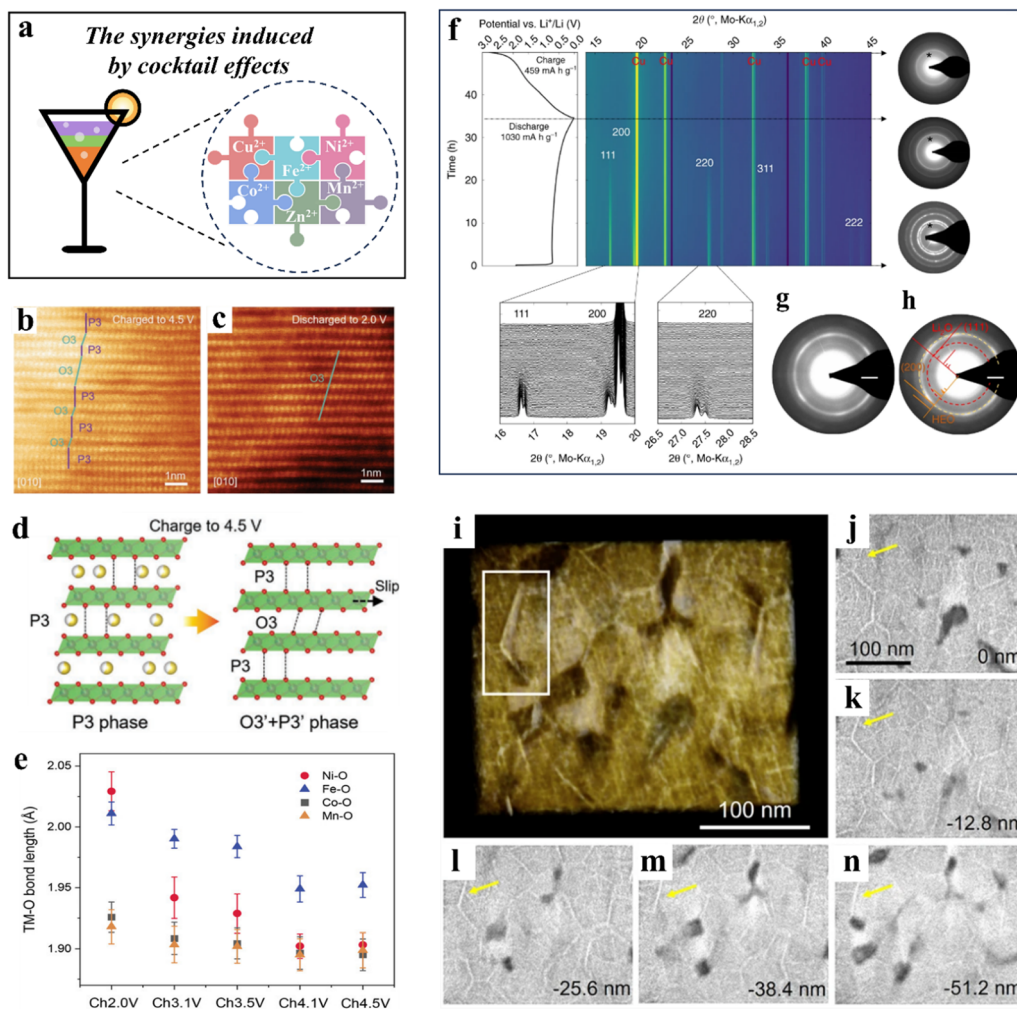 a
The synergies induced
by cocktail effects
Cu2+
Fe2+
Ni2+
Co2+
Zn2+
Mn2+
b
Charged to 4.5 V
P3
O3
P3
O3
P3
O3
P3
O3
P3
[010]
1nm
c
Discharged to 2.0 V
O3
[010]
1nm
d
Charge to 4.5 V
P3
P3
Slip
O3
P3
P3 phase
O3'+P3' phase
e
TM-O bond length (Å)
2.05
2.00
1.95
1.90
Ni-O
Fe-O
Co-O
Mn-O
Ch2.0V
Ch3.1V
Ch3.5V
Ch4.1V
Ch4.5V
f
Potential vs. Li+/Li (V)
3.0
2.0
1.5
1.0
0.5
0.0
2θ (°, Mo-Kα1,2)
15
20
25
30
35
40
45
Charge
459 mA h g−1
Discharge
1030 mA h g−1
Time (h)
50
40
30
20
10
0
Cu
Cu
Cu
Cu
Cu
200
111
220
311
222
111
200
220
16
17
18
19
20
26.5
27.0
27.5
28.0
28.5
2θ (°, Mo-Kα1,2)
2θ (°, Mo-Kα1,2)
g
h
(200)
HEO
i
100 nm
j
100 nm
0 nm
k
-12.8 nm
l
-25.6 nm
m
-38.4 nm
n
-51.2 nm